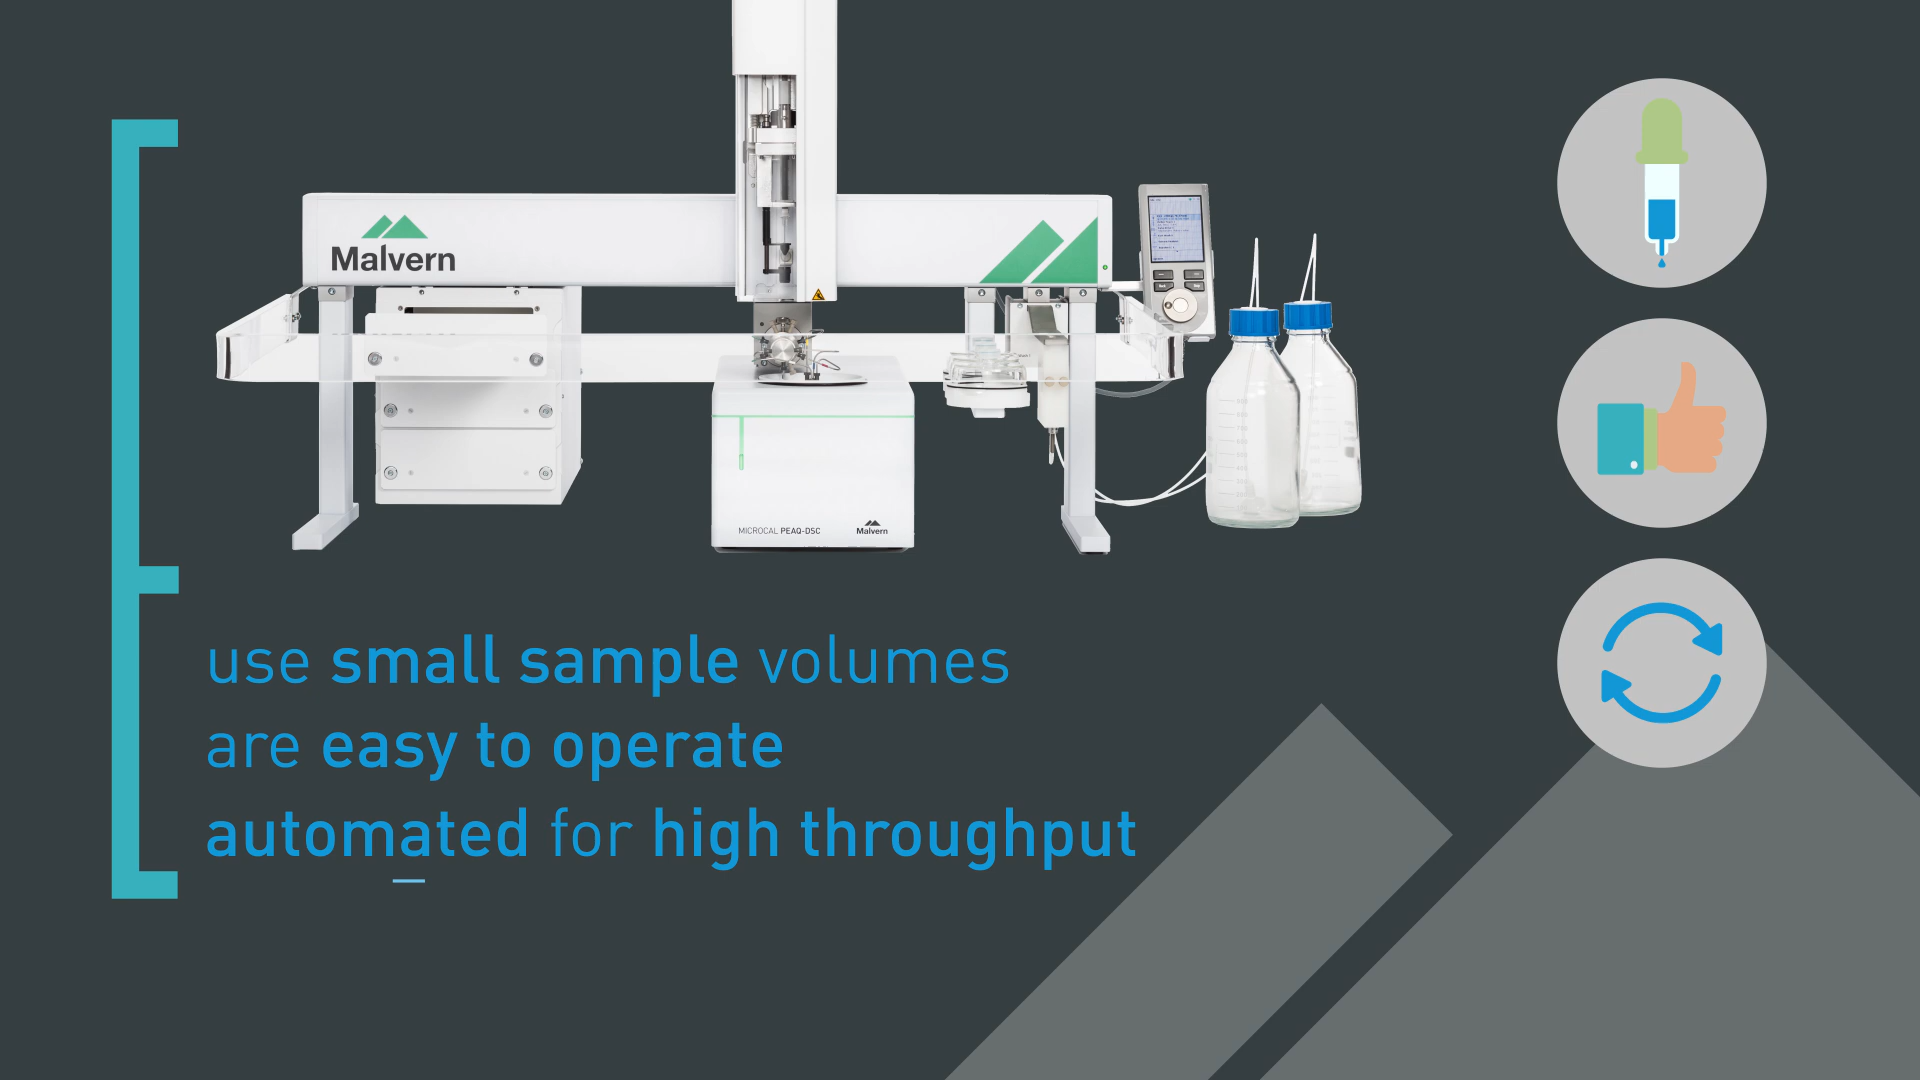 Malvern
MICROCAL PEAQ-DSC
Malvern
use small sample volumes
are easy to operate
automated for high throughput